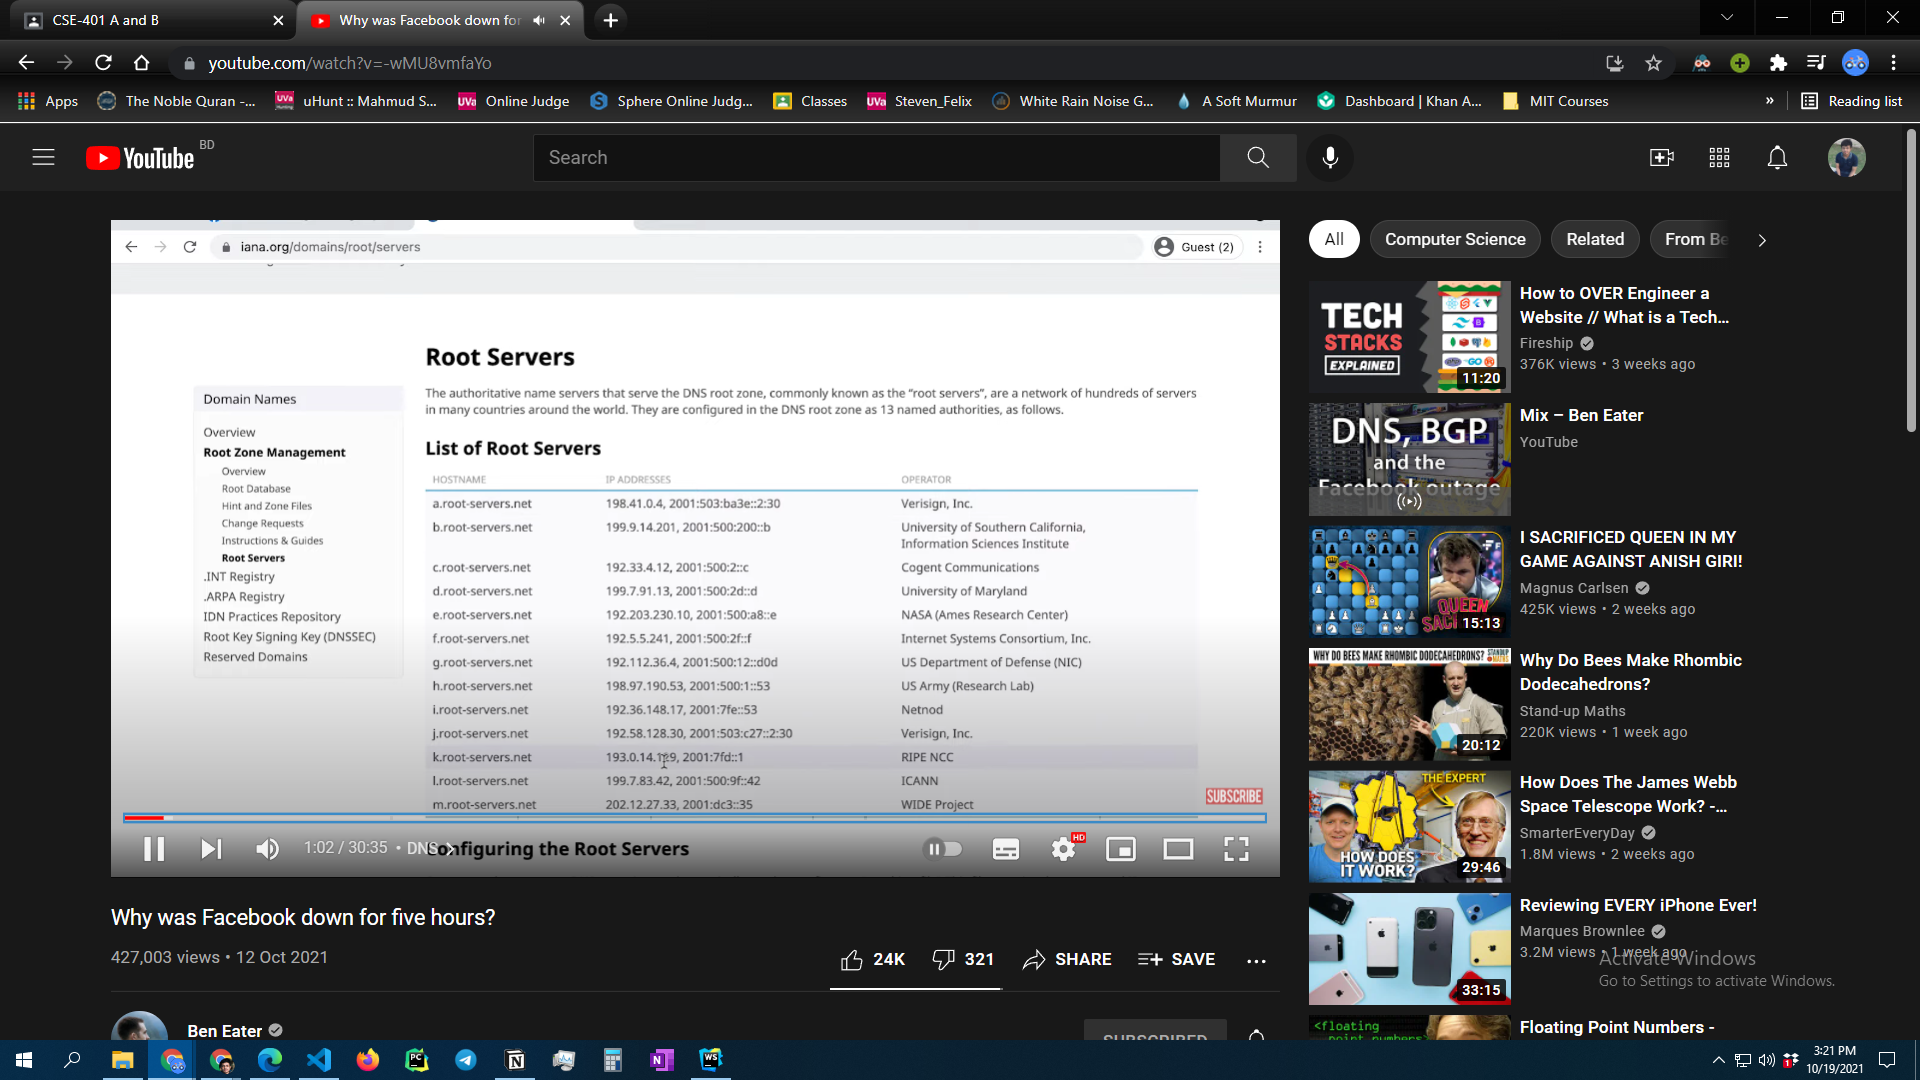 CSE-401 A and B
Why was Facebook down for
youtube.com/watch?v=-wMU8vmfaYo
Apps
The Noble Quran -...
uHunt :: Mahmud S...
Online Judge
Sphere Online Judg...
Classes
Steven_Felix
White Rain Noise G...
A Soft Murmur
Dashboard | Khan A...
MIT Courses
»
Reading list
YouTube BD
Search
iana.org/domains/root/servers
Guest (2)
Root Servers
The authoritative name servers that serve the DNS root zone, commonly known as the “root servers”, are a network of hundreds of servers
in many countries around the world. They are configured in the DNS root zone as 13 named authorities, as follows.
Domain Names
Overview
Root Zone Management
Overview
Root Database
Hint and Zone Files
Change Requests
Instructions & Guides
Root Servers
.INT Registry
.ARPA Registry
IDN Practices Repository
Root Key Signing Key (DNSSEC)
Reserved Domains
List of Root Servers
HOSTNAME IP ADDRESSES OPERATOR
a.root-servers.net 198.41.0.4, 2001:503:ba3e::2:30 Verisign, Inc.
b.root-servers.net 199.9.14.201, 2001:500:200::b University of Southern California,
Information Sciences Institute
c.root-servers.net 192.33.4.12, 2001:500:2::c Cogent Communications
d.root-servers.net 199.7.91.13, 2001:500:2d::d University of Maryland
e.root-servers.net 192.203.230.10, 2001:500:a8::e NASA (Ames Research Center)
f.root-servers.net 192.5.5.241, 2001:500:2f::f Internet Systems Consortium, Inc.
g.root-servers.net 192.112.36.4, 2001:500:12::d0d US Department of Defense (NIC)
h.root-servers.net 198.97.190.53, 2001:500:1::53 US Army (Research Lab)
i.root-servers.net 192.36.148.17, 2001:7fe::53 Netnod
j.root-servers.net 192.58.128.30, 2001:503:c27::2:30 Verisign, Inc.
k.root-servers.net 193.0.14.129, 2001:7fd::1 RIPE NCC
l.root-servers.net 199.7.83.42, 2001:500:9f::42 ICANN
m.root-servers.net 202.12.27.33, 2001:dc3::35 WIDE Project
SUBSCRIBE
1:02 / 30:35 • DNS
Configuring the Root Servers
HD
Why was Facebook down for five hours?
427,003 views • 12 Oct 2021
24K
321
SHARE
SAVE
Ben Eater
SUBSCRIBED
All
Computer Science
Related
From Be
TECH
STACKS
EXPLAINED
11:20
How to OVER Engineer a
Website // What is a Tech...
Fireship
376K views • 3 weeks ago
DNS, BGP
and the
Facebook outage
Mix – Ben Eater
YouTube
QUEEN
15:13
I SACRIFICED QUEEN IN MY
GAME AGAINST ANISH GIRI!
Magnus Carlsen
425K views • 2 weeks ago
WHY DO BEES MAKE RHOMBIC DODECAHEDRONS?
20:12
Why Do Bees Make Rhombic
Dodecahedrons?
Stand-up Maths
220K views • 1 week ago
THE EXPERT
HOW DOES
IT WORK?
29:46
How Does The James Webb
Space Telescope Work? -...
SmarterEveryDay
1.8M views • 2 weeks ago
33:15
Reviewing EVERY iPhone Ever!
Marques Brownlee
3.2M views • 1 week ago
Activate Windows
Go to Settings to activate Windows.
<floating
point numbers
Floating Point Numbers -
3:21 PM
10/19/2021